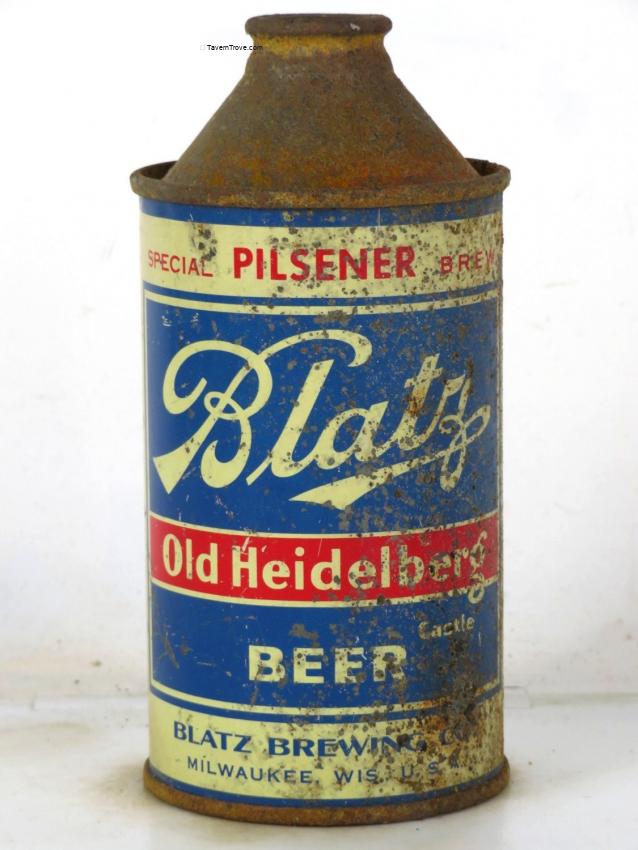 TavernTrove.com
SPECIAL PILSENER BREW
Blatz
Old Heidelberg
Castle
BEER
BLATZ BREWING CO.
MILWAUKEE, WIS. U.S.A.